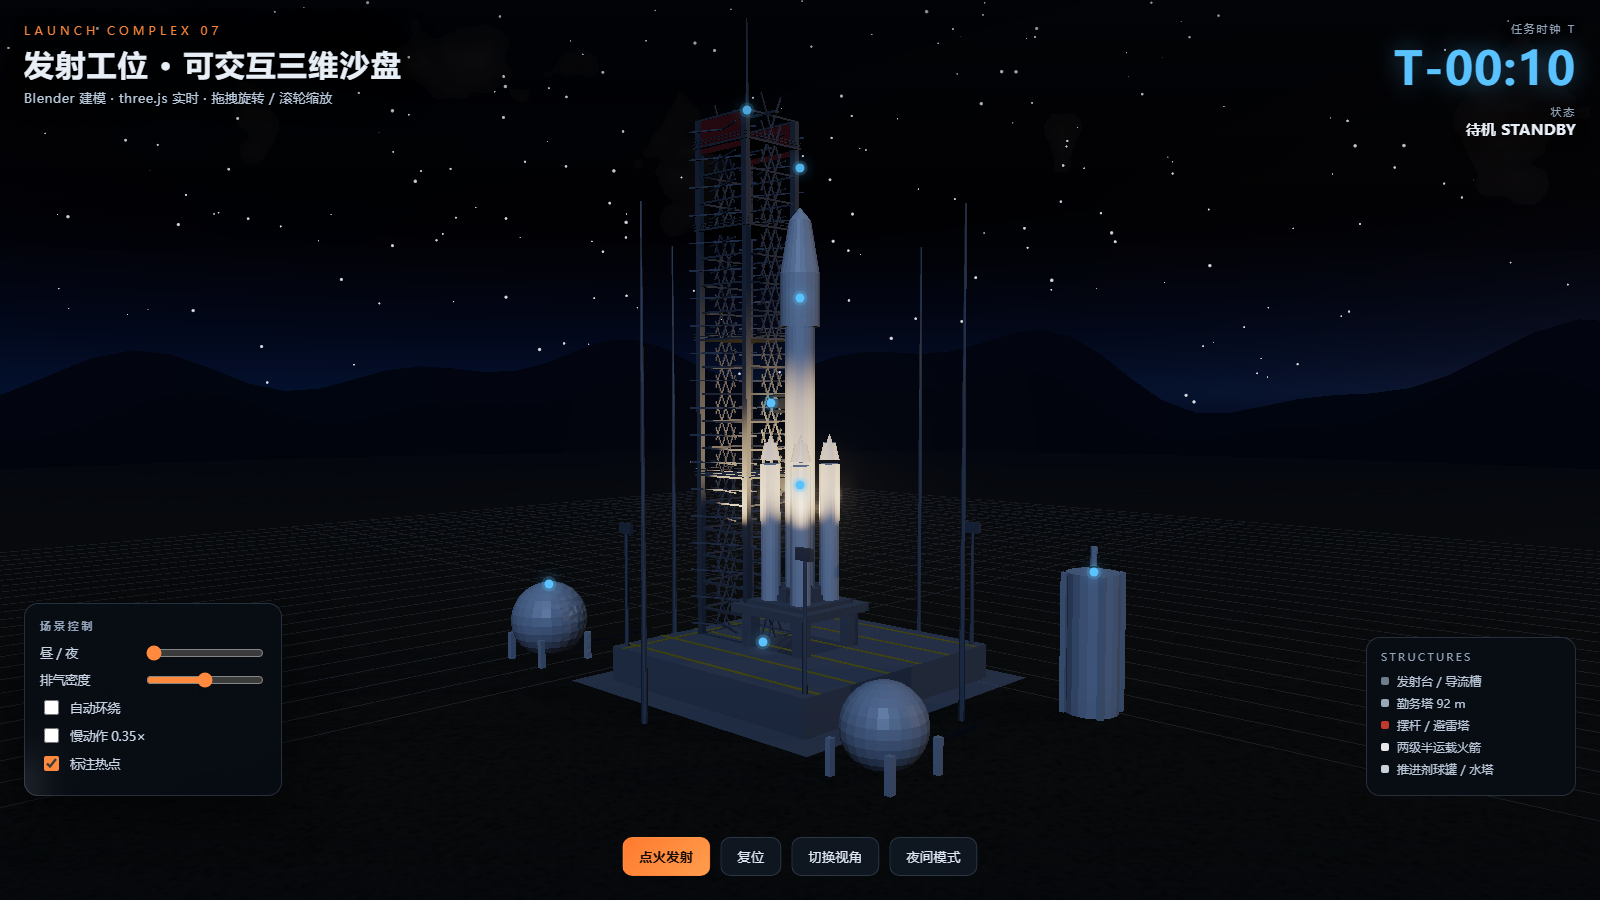 LAUNCH COMPLEX 07
发射工位 · 可交互三维沙盘
Blender 建模 · three.js 实时 · 拖拽旋转 / 滚轮缩放
任务时钟 T
T-00:10
状态
待机 STANDBY
场景控制
昼 / 夜
排气密度
自动环绕
慢动作 0.35×
标注热点
STRUCTURES
发射台 / 导流槽
勤务塔 92 m
摆杆 / 避雷塔
两级半运载火箭
推进剂球罐 / 水塔
点火发射
复位
切换视角
夜间模式